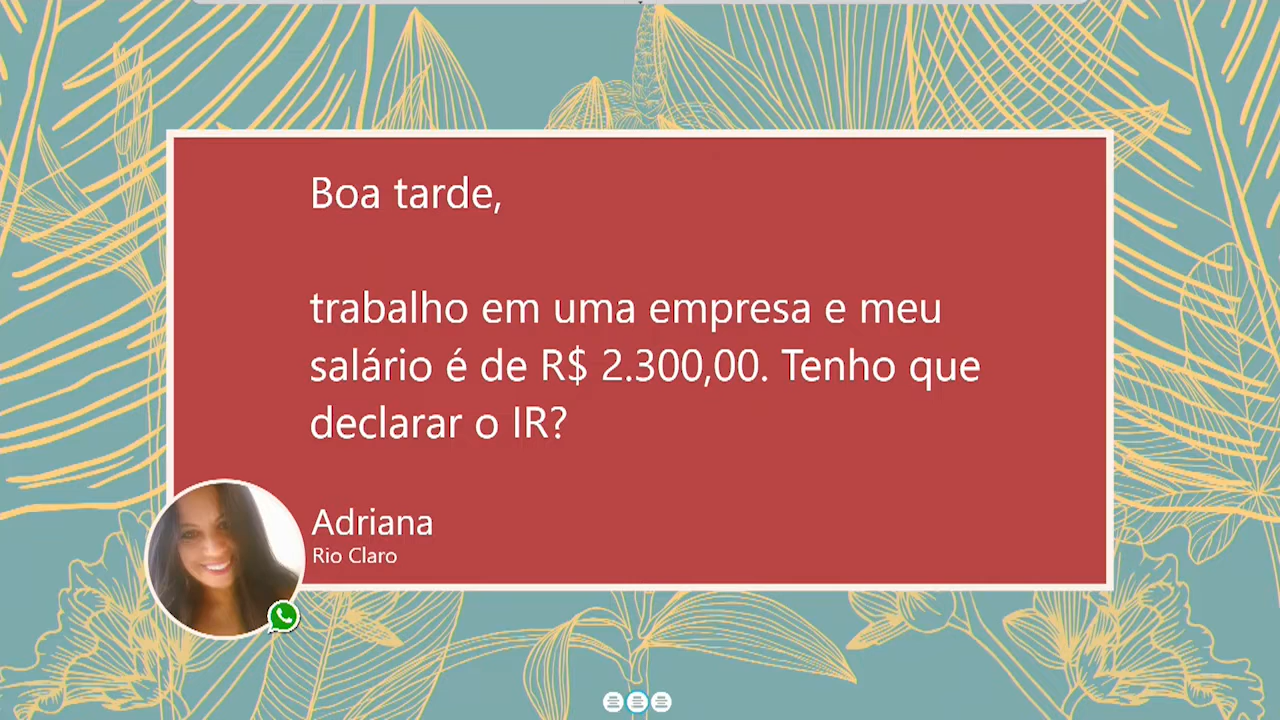 Boa tarde,
trabalho em uma empresa e meu
salário é de R$ 2.300,00. Tenho que
declarar o IR?
Adriana
Rio Claro